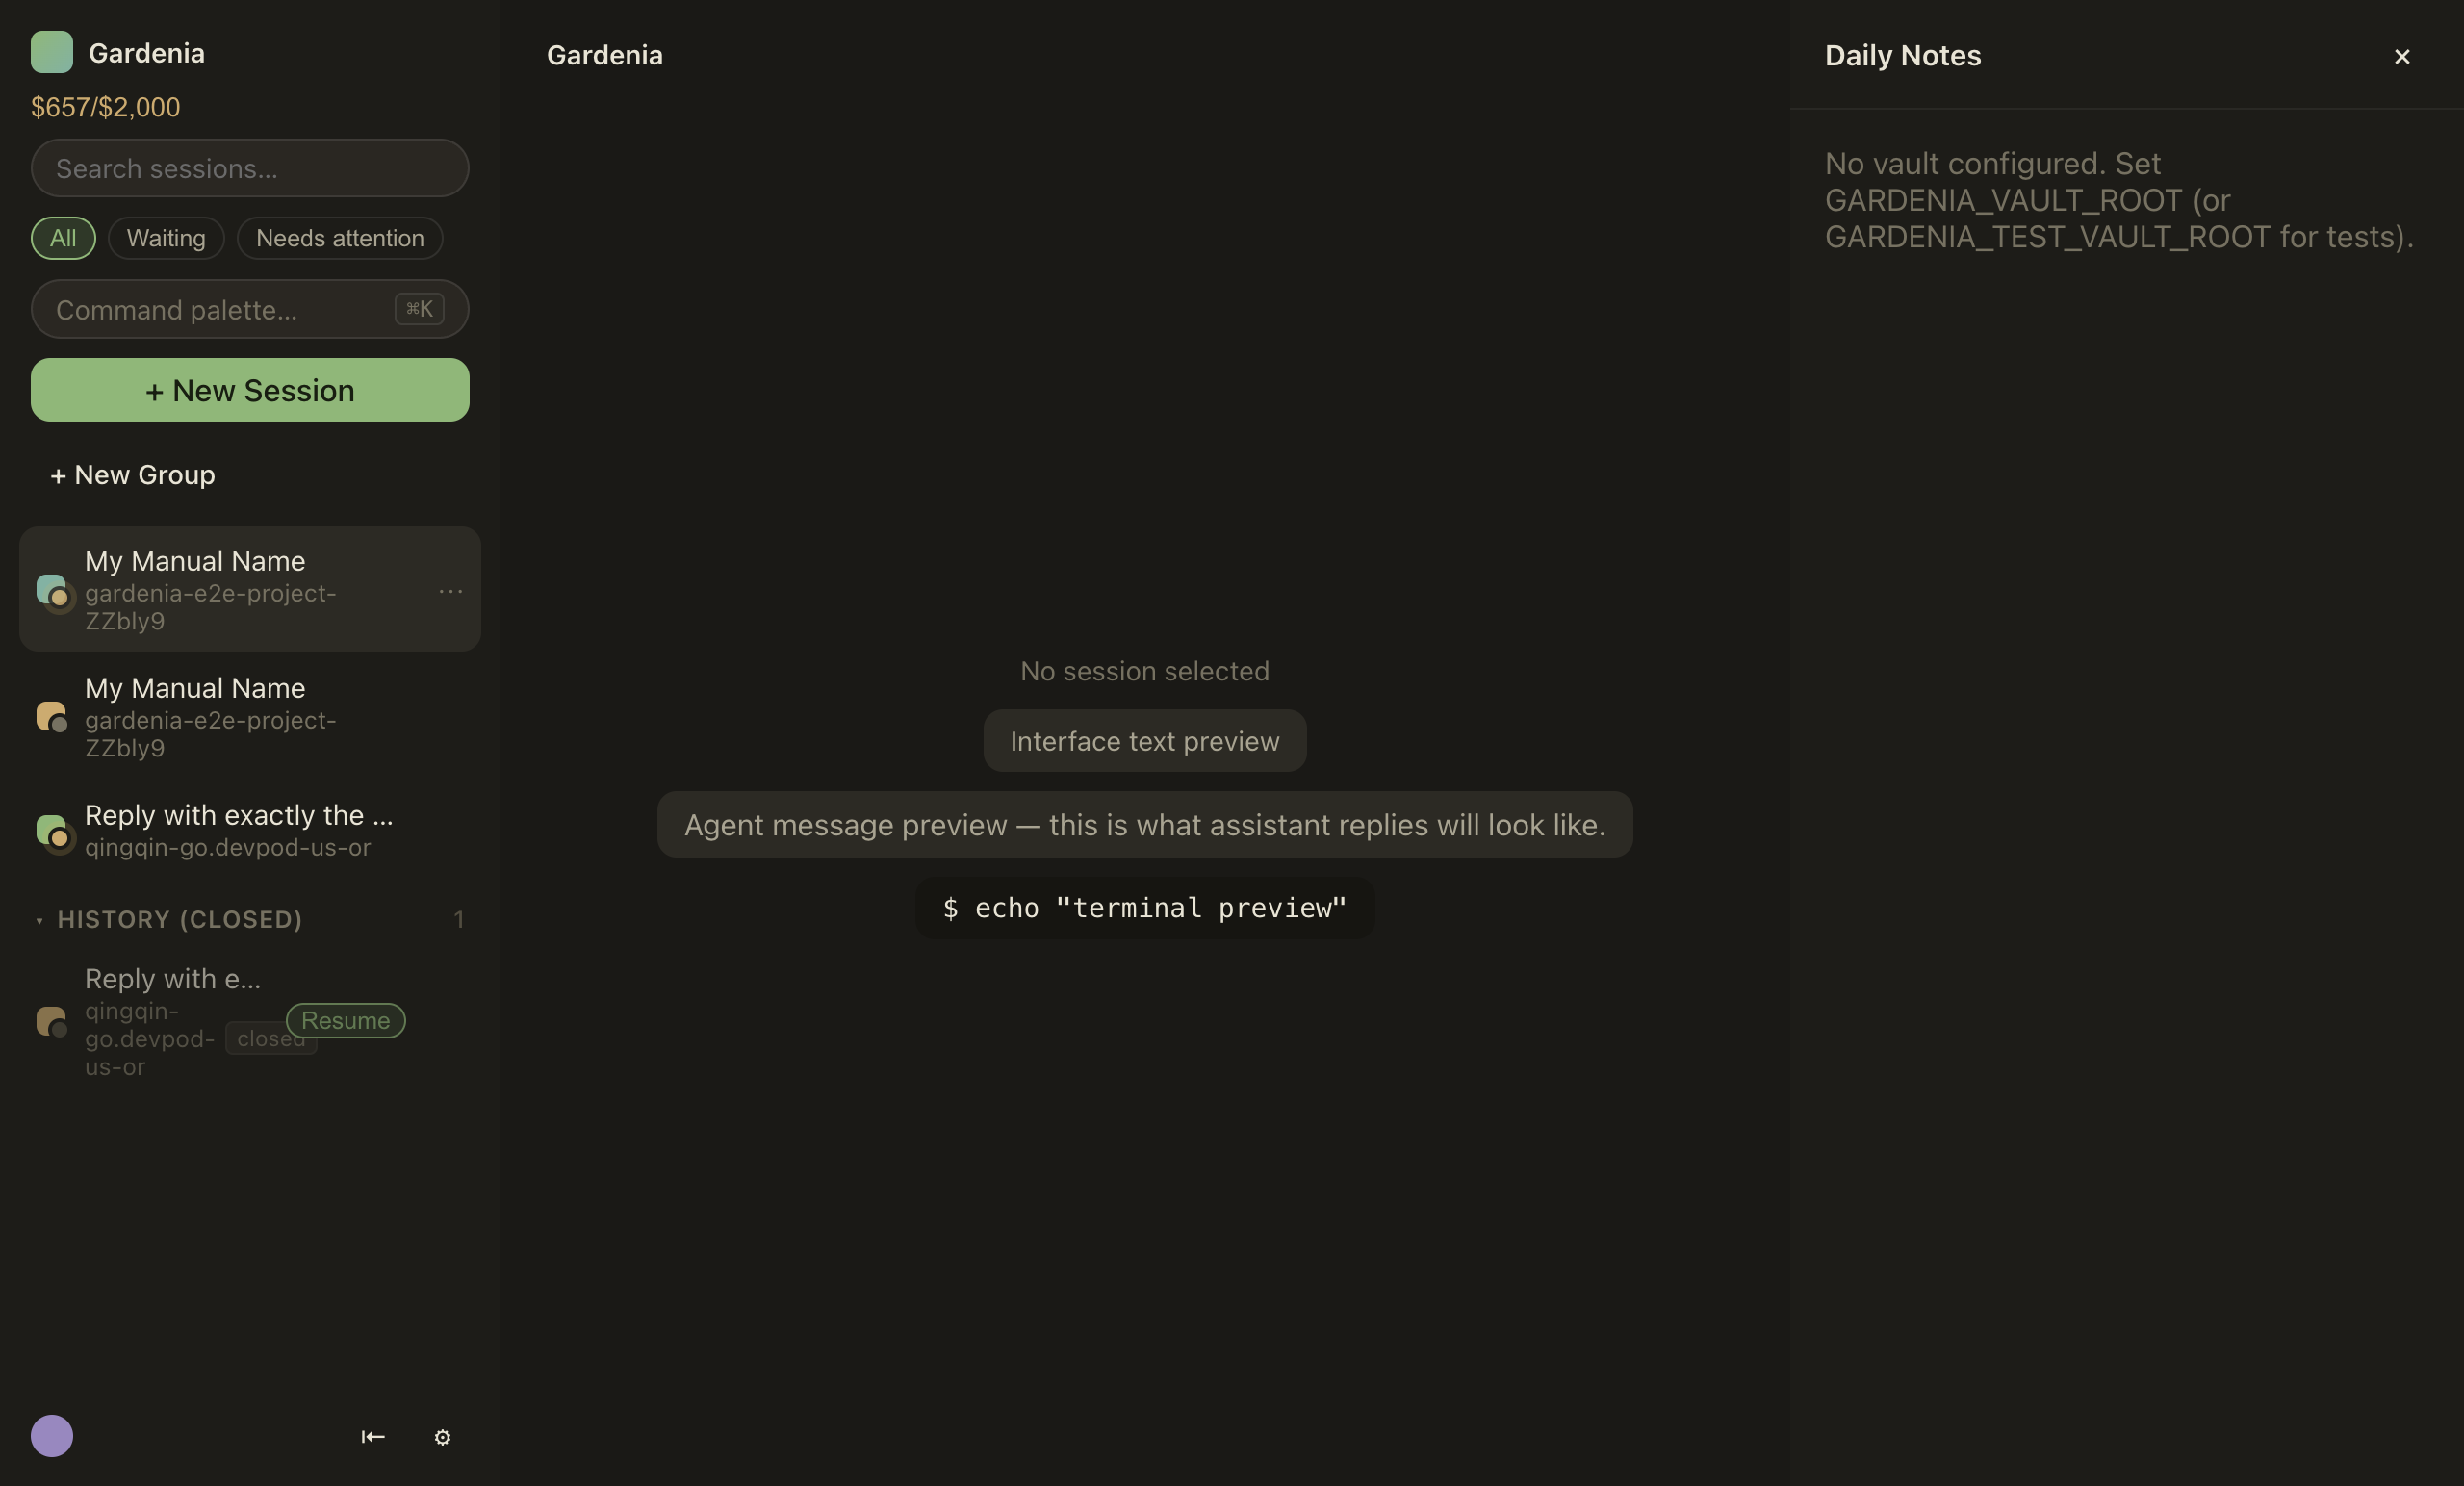 Gardenia
$657/$2,000
Search sessions...
All
Waiting
Needs attention
Command palette...
⌘K
+ New Session
+ New Group
My Manual Name
gardenia-e2e-project-
ZZbly9
...
My Manual Name
gardenia-e2e-project-
ZZbly9
Reply with exactly the ...
qingqin-go.devpod-us-or
HISTORY (CLOSED)
1
Reply with e...
qingqin-
go.devpod-
us-or
closed
Resume
Gardenia
No session selected
Interface text preview
Agent message preview — this is what assistant replies will look like.
$ echo "terminal preview"
Daily Notes
×
No vault configured. Set
GARDENIA_VAULT_ROOT (or
GARDENIA_TEST_VAULT_ROOT for tests).